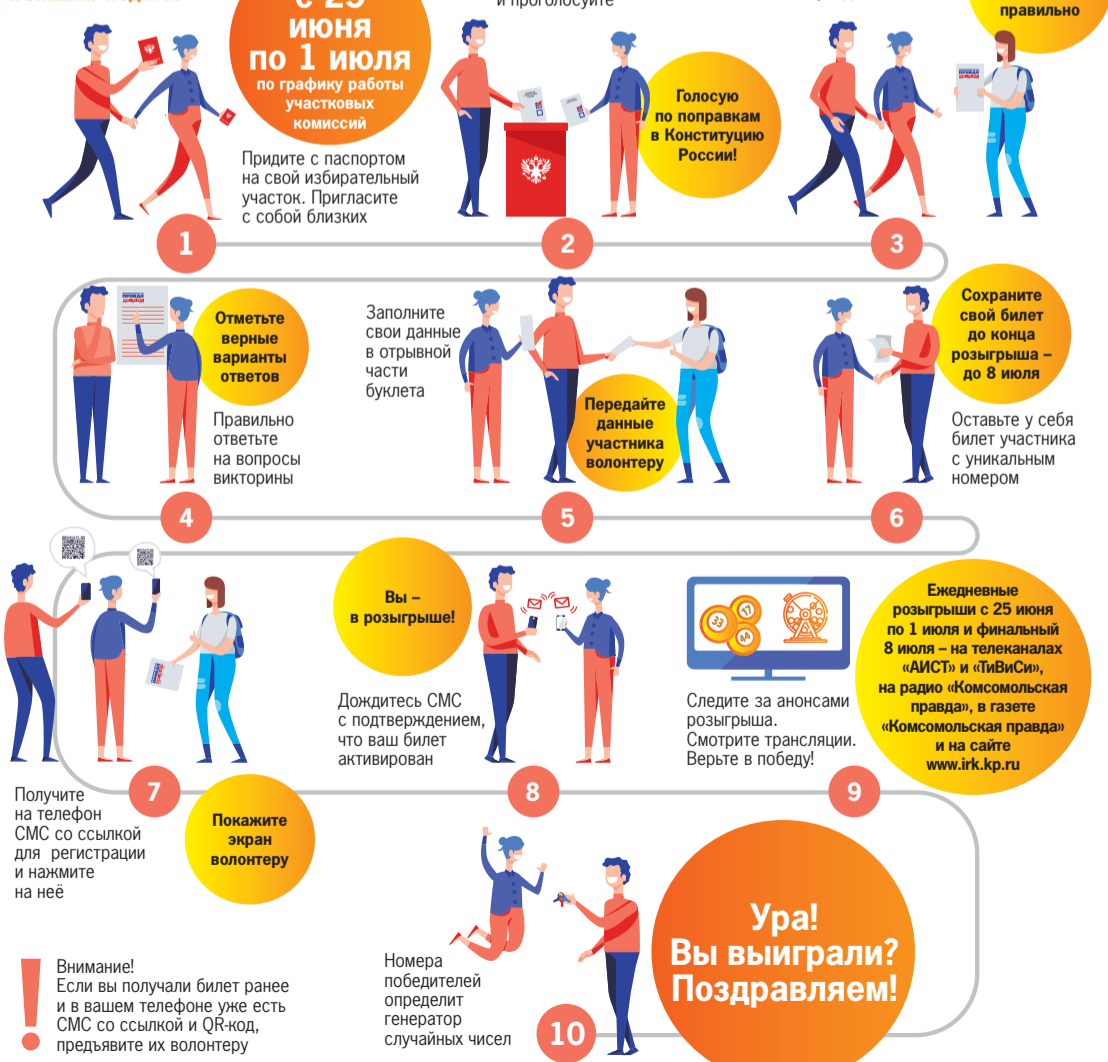 с 25
июня
по 1 июля
по графику работы
участковых
комиссий
Придите с паспортом
на свой избирательный
участок. Пригласите
с собой близких
1
и проголосуйте
Голосую
по поправкам
в Конституцию
России!
2
правильно
3
Отметьте
верные
варианты
ответов
Правильно
ответьте
на вопросы
викторины
4
Заполните
свои данные
в отрывной
части
буклета
Передайте
данные
участника
волонтеру
5
Сохраните
свой билет
до конца
розыгрыша –
до 8 июля
Оставьте у себя
билет участника
с уникальным
номером
6
Получите
на телефон
СМС со ссылкой
для регистрации
и нажмите
на неё
7
Покажите
экран
волонтеру
Вы –
в розыгрыше!
Дождитесь СМС
с подтверждением,
что ваш билет
активирован
8
33
17
44
Следите за анонсами
розыгрыша.
Смотрите трансляции.
Верьте в победу!
9
Ежедневные
розыгрыши с 25 июня
по 1 июля и финальный
8 июля – на телеканалах
«АИСТ» и «ТиВиСи»,
на радио «Комсомольская
правда», в газете
«Комсомольская правда»
и на сайте
www.irk.kp.ru
Номера
победителей
определит
генератор
случайных чисел
10
Ура!
Вы выиграли?
Поздравляем!
Внимание!
Если вы получали билет ранее
и в вашем телефоне уже есть
СМС со ссылкой и QR-код,
предъявите их волонтеру